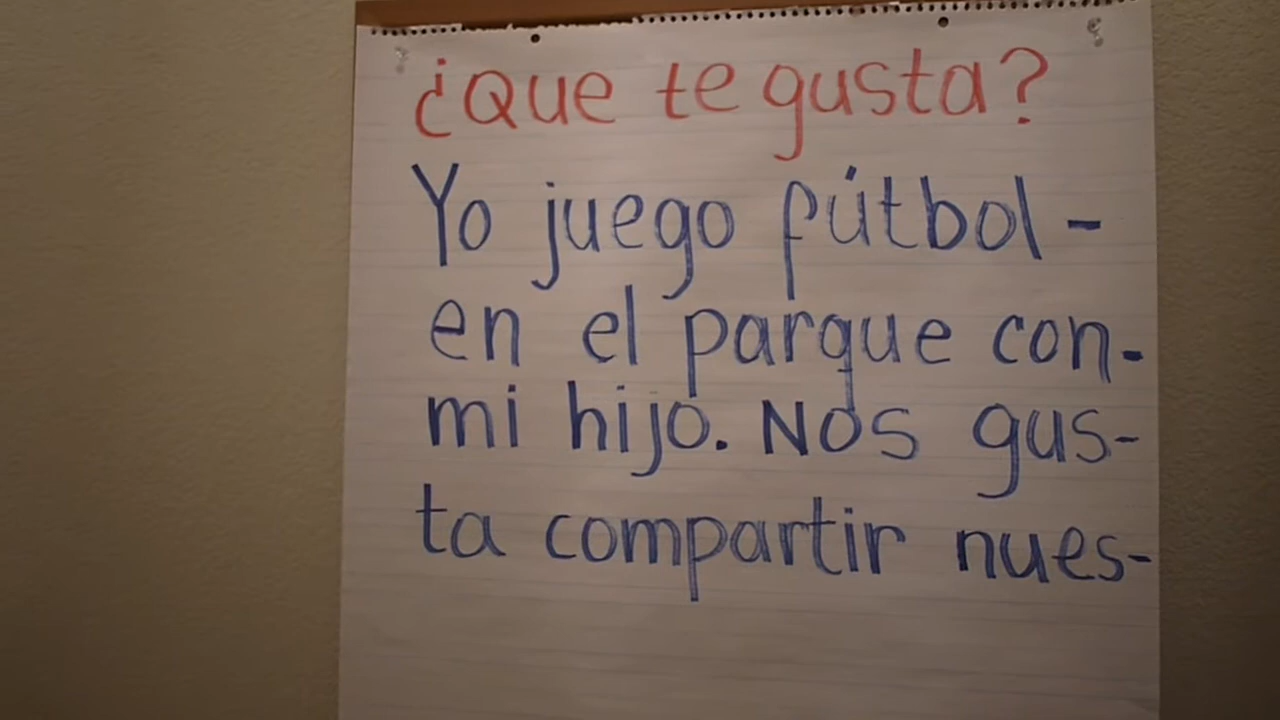 ¿Que te gusta?
Yo juego fútbol -
en el parque con-
mi hijo. Nos gus-
ta compartir nues-